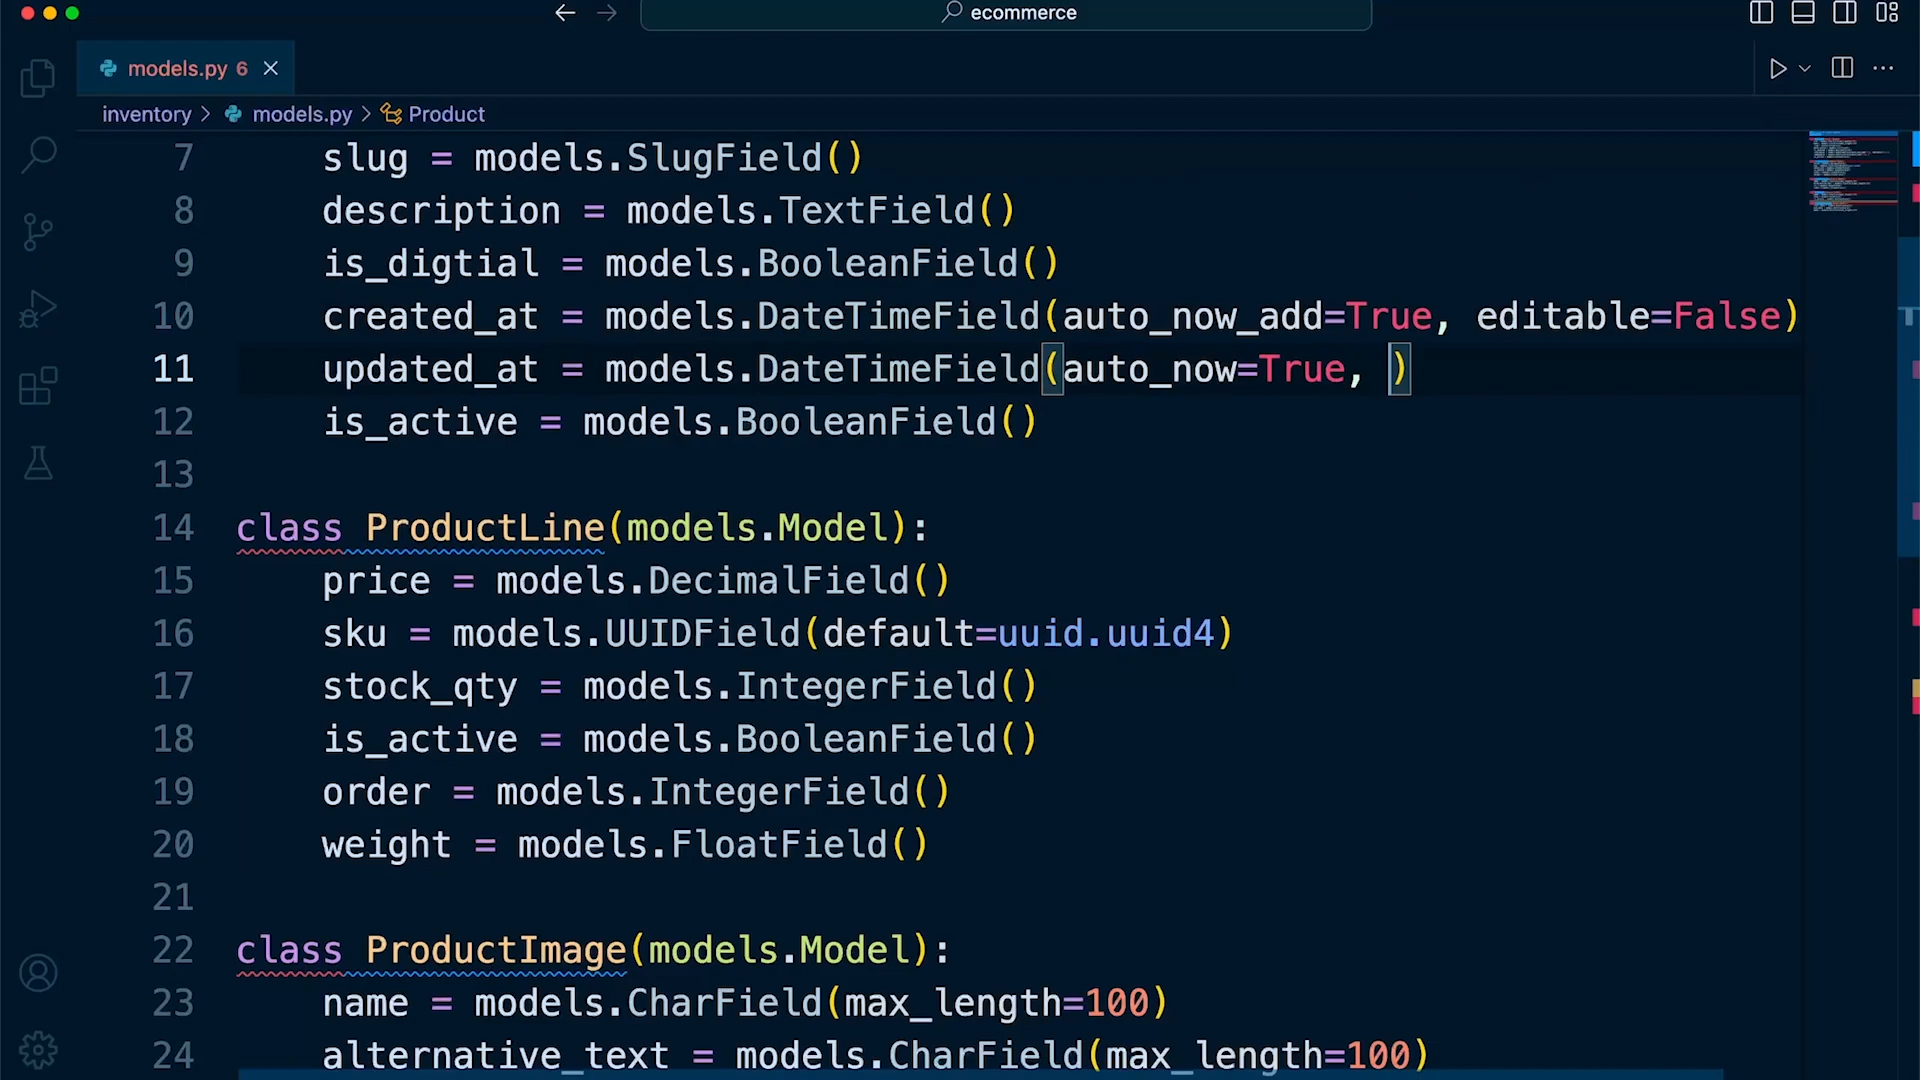 ecommerce
models.py 6
inventory > models.py > Product
7 slug = models.SlugField()
8 description = models.TextField()
9 is_digtial = models.BooleanField()
10 created_at = models.DateTimeField(auto_now_add=True, editable=False)
11 updated_at = models.DateTimeField(auto_now=True, )
12 is_active = models.BooleanField()
13
14 class ProductLine(models.Model):
15 price = models.DecimalField()
16 sku = models.UUIDField(default=uuid.uuid4)
17 stock_qty = models.IntegerField()
18 is_active = models.BooleanField()
19 order = models.IntegerField()
20 weight = models.FloatField()
21
22 class ProductImage(models.Model):
23 name = models.CharField(max_length=100)
24 alternative_text = models.CharField(max_length=100)